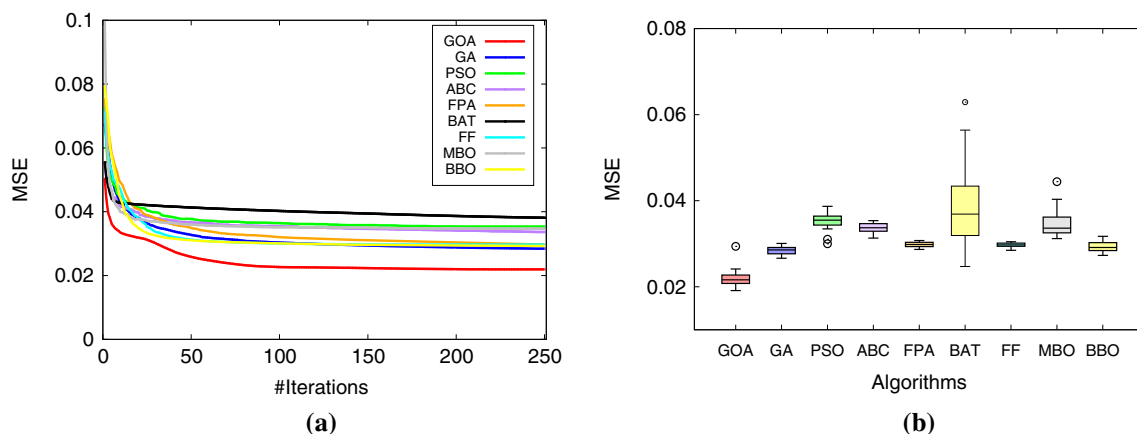 MSE
0.1
0.08
0.06
0.04
0.02
0
0 50 100 150 200 250
#Iterations
GOA
GA
PSO
ABC
FPA
BAT
FF
MBO
BBO
(a)
MSE
0.08
0.06
0.04
0.02
GOA GA PSO ABC FPA BAT FF MBO BBO
Algorithms
(b)